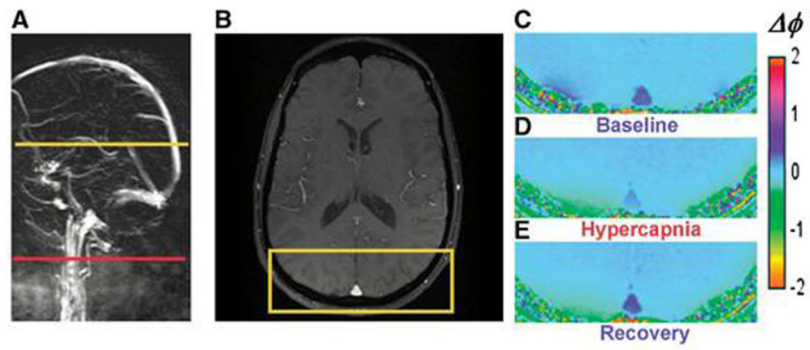 A
B
C
Δϕ
2
1
0
-1
-2
Baseline
D
Hypercapnia
E
Recovery